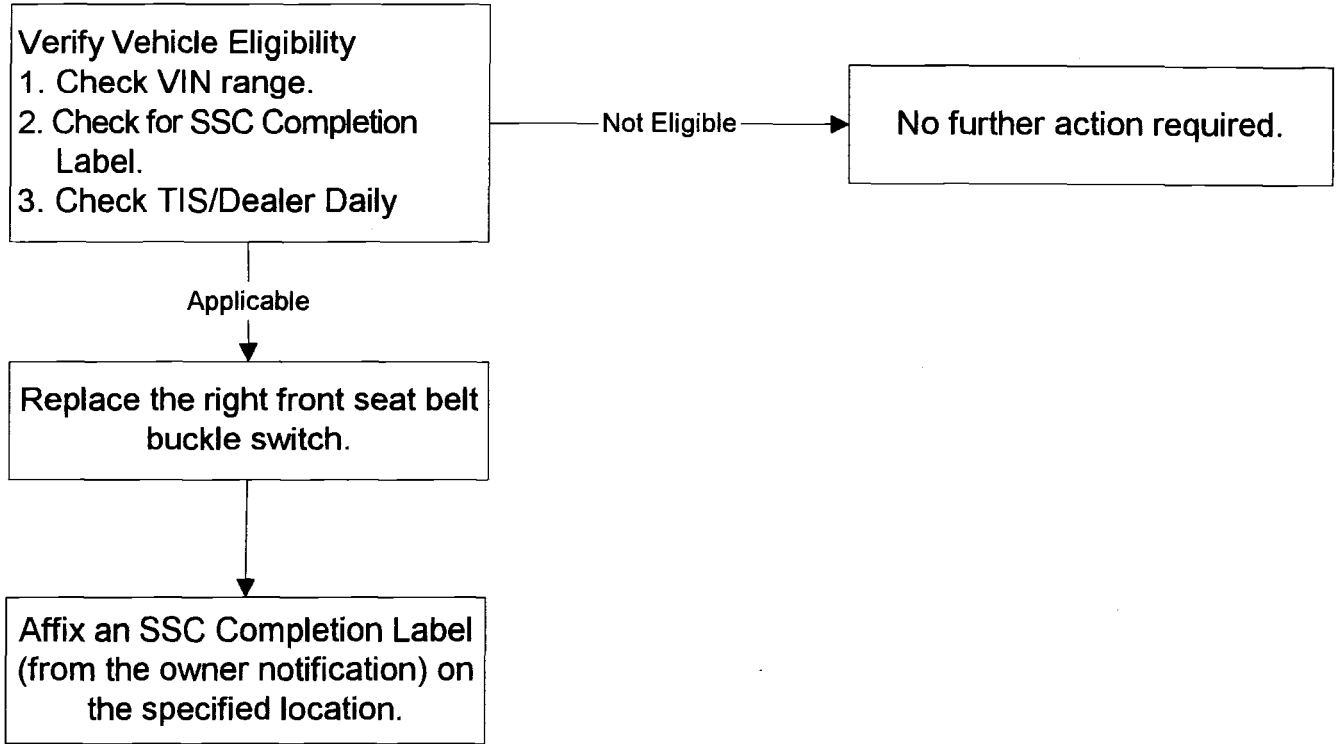 Verify Vehicle Eligibility
1. Check VIN range.
2. Check for SSC Completion
Label.
3. Check TIS/Dealer Daily
Not Eligible
No further action required.
Applicable
Replace the right front seat belt
buckle switch.
Affix an SSC Completion Label
(from the owner notification) on
the specified location.